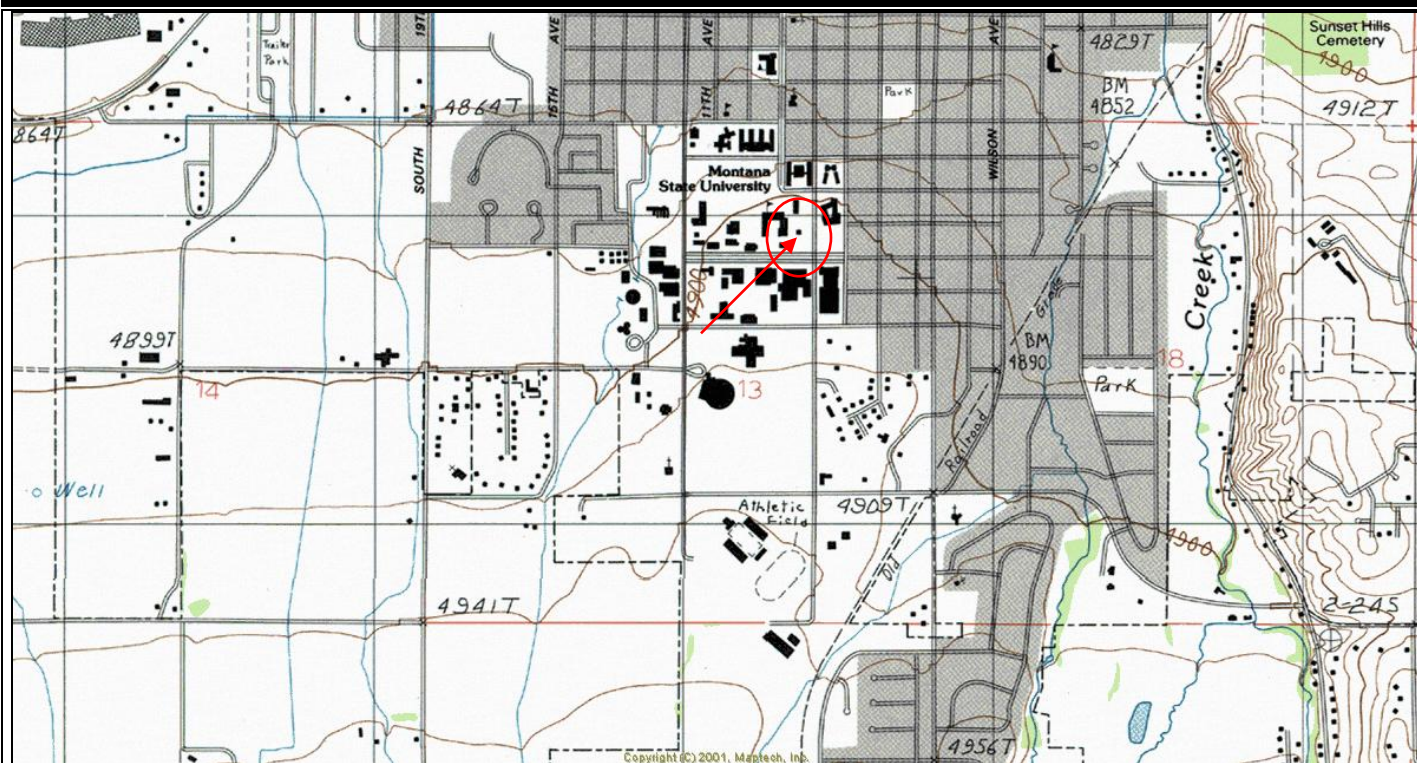 Sunset Hills
Cemetery
4900
19TH
AVE
AVE
AVE
4829T
Trailer
Park
15TH
11TH
Park
BM
4852
4864T
4912T
864T
SOUTH
WILSON
Montana
State University
Creek
4900
Grade
4899T
BM
4890
18
14
13
Park
Railroad
Well
Athletic
Field
4909T
4900
Old
4941T
2-245
4956T
Copyright (C) 2001, Maptech, Inc.